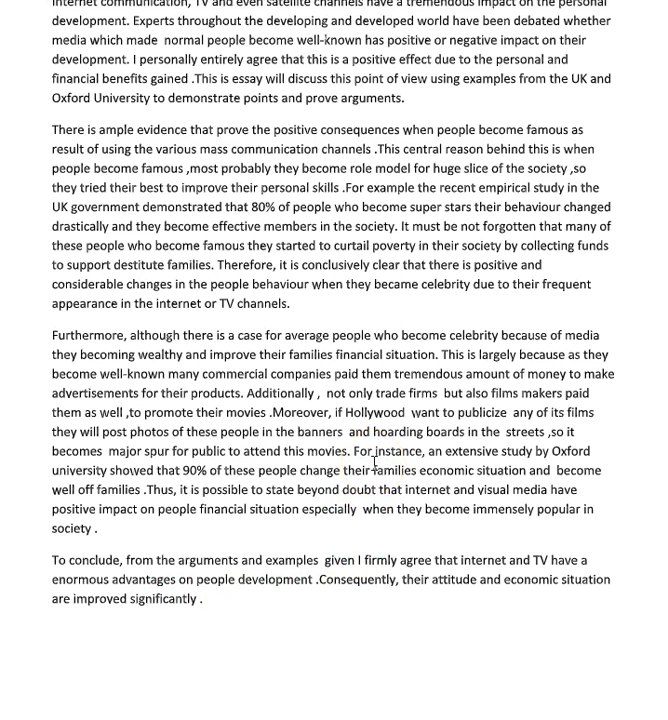 Internet communication, TV and even satellite channels have a tremendous impact on the personal
development. Experts throughout the developing and developed world have been debated whether
media which made  normal people become well-known has positive or negative impact on their
development. I personally entirely agree that this is a positive effect due to the personal and
financial benefits gained .This is essay will discuss this point of view using examples from the UK and
Oxford University to demonstrate points and prove arguments.
There is ample evidence that prove the positive consequences when people become famous as
result of using the various mass communication channels .This central reason behind this is when
people become famous ,most probably they become role model for huge slice of the society ,so
they tried their best to improve their personal skills .For example the recent empirical study in the
UK government demonstrated that 80% of people who become super stars their behaviour changed
drastically and they become effective members in the society. It must be not forgotten that many of
these people who become famous they started to curtail poverty in their society by collecting funds
to support destitute families. Therefore, it is conclusively clear that there is positive and
considerable changes in the people behaviour when they became celebrity due to their frequent
appearance in the internet or TV channels.
Furthermore, although there is a case for average people who become celebrity because of media
they becoming wealthy and improve their families financial situation. This is largely because as they
become well-known many commercial companies paid them tremendous amount of money to make
advertisements for their products. Additionally ,  not only trade firms  but also films makers paid
them as well ,to promote their movies .Moreover, if Hollywood  want to publicize  any of its films
they will post photos of these people in the banners  and hoarding boards in the  streets ,so it
becomes  major spur for public to attend this movies. For instance, an extensive study by Oxford
university showed that 90% of these people change their families economic situation and  become
well off families .Thus, it is possible to state beyond doubt that internet and visual media have
positive impact on people financial situation especially  when they become immensely popular in
society .
To conclude, from the arguments and examples  given I firmly agree that internet and TV have a
enormous advantages on people development .Consequently, their attitude and economic situation
are improved significantly .